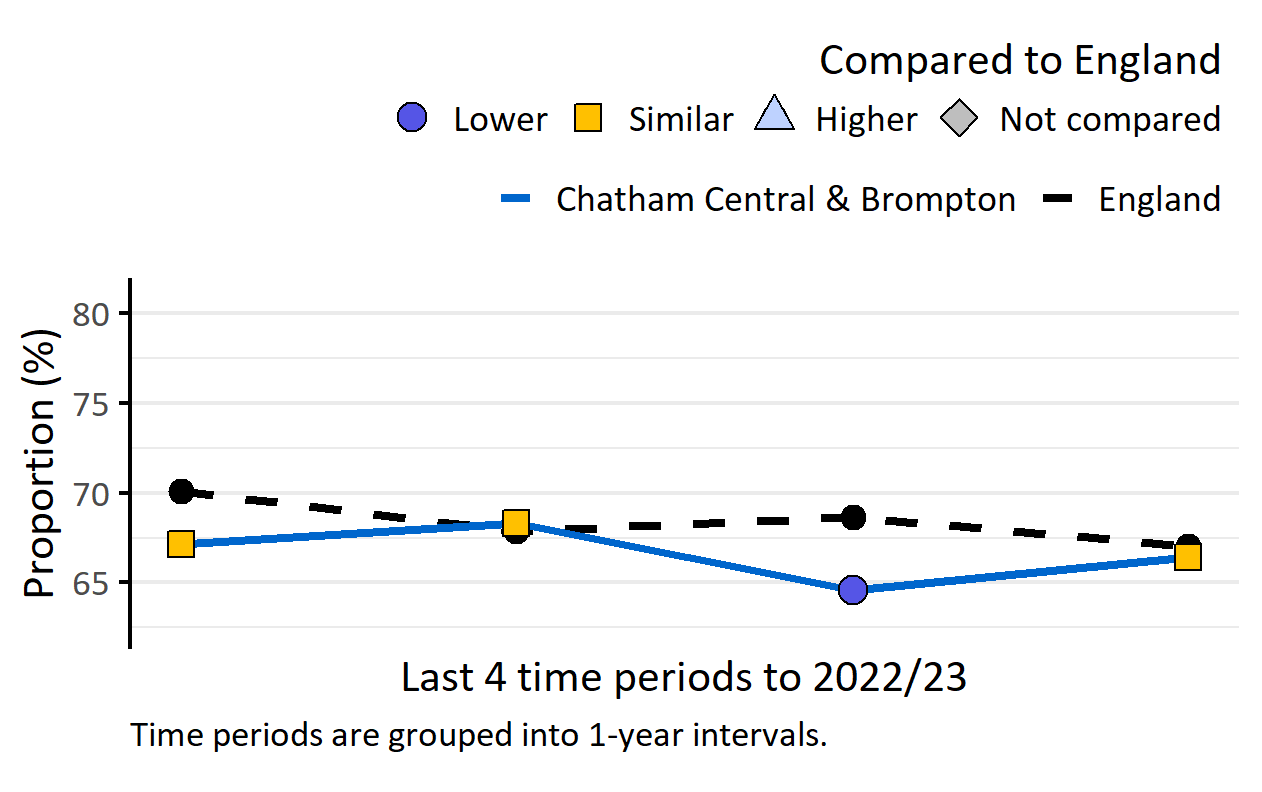 Compared to England
Lower Similar Higher Not compared
Chatham Central & Brompton England
80
75
70
65
Proportion (%)
Last 4 time periods to 2022/23
Time periods are grouped into 1-year intervals.